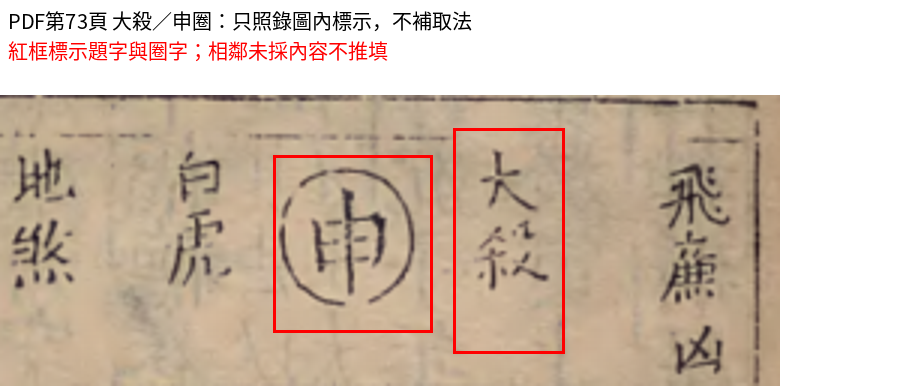 PDF第73頁 大殺／申圈：只照錄圖內標示，不補取法
紅框標示題字與圈字；相鄰未採內容不推填
飛廉凶
大殺
申
白虎
地煞